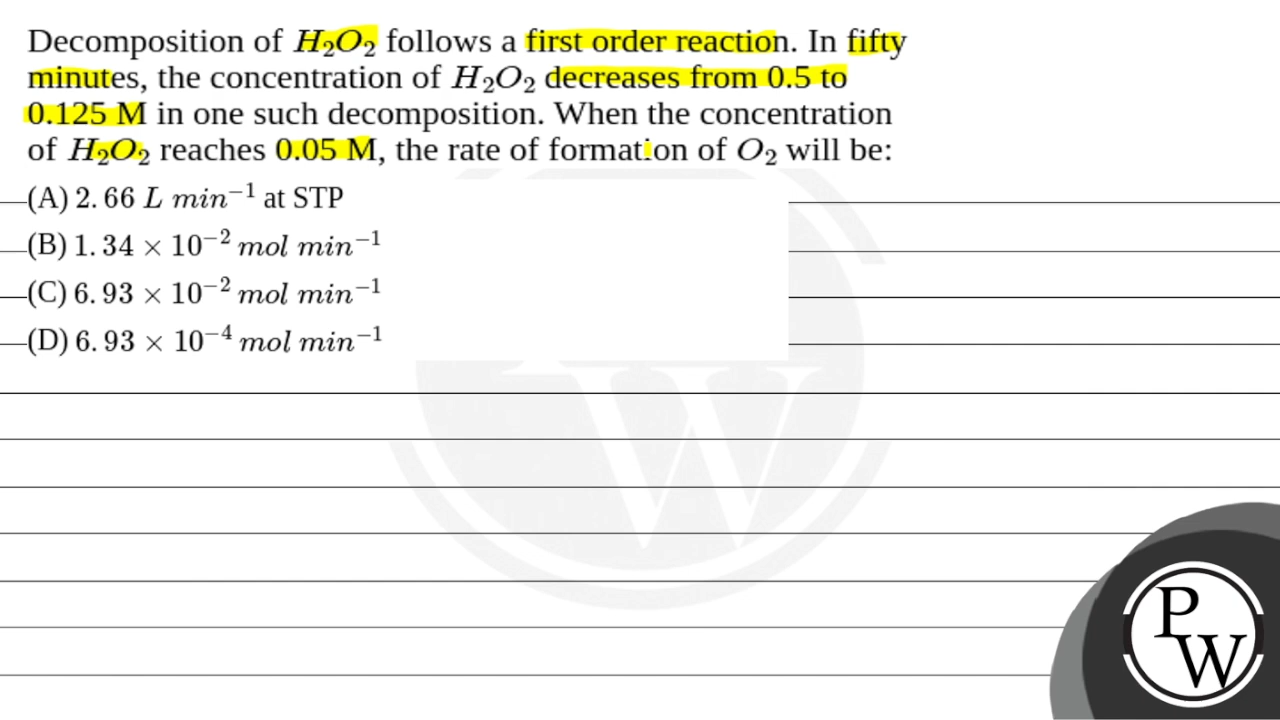 Decomposition of H₂O₂ follows a first order reaction. In fifty
minutes, the concentration of H₂O₂ decreases from 0.5 to
0.125 M in one such decomposition. When the concentration
of H₂O₂ reaches 0.05 M, the rate of formation of O₂ will be:
(A) 2.66 L min⁻¹ at STP
(B) 1.34 × 10⁻² mol min⁻¹
(C) 6.93 × 10⁻² mol min⁻¹
(D) 6.93 × 10⁻⁴ mol min⁻¹
W
P
W